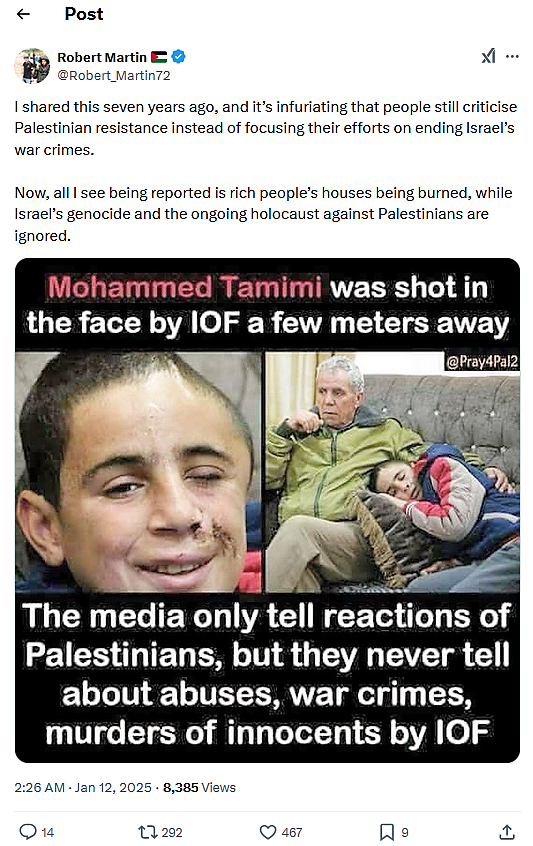 Post
Robert Martin
@Robert_Martin72
I shared this seven years ago, and it’s infuriating that people still criticise
Palestinian resistance instead of focusing their efforts on ending Israel’s
war crimes.
Now, all I see being reported is rich people’s houses being burned, while
Israel’s genocide and the ongoing holocaust against Palestinians are
ignored.
Mohammed Tamimi was shot in
the face by IOF a few meters away
@Pray4Pal2
The media only tell reactions of
Palestinians, but they never tell
about abuses, war crimes,
murders of innocents by IOF
2:26 AM · Jan 12, 2025 · 8,385 Views
14 292 467 9